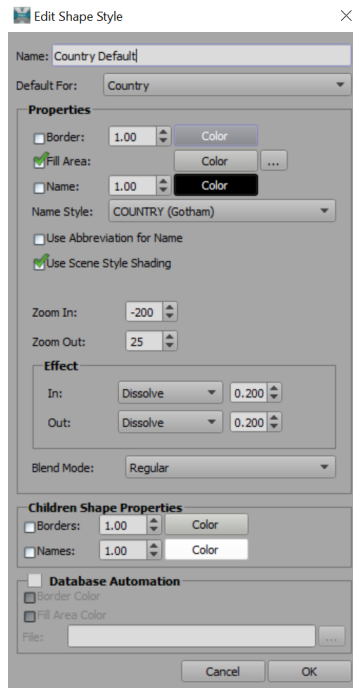 Edit Shape Style
Name: Country Default
Default For: Country
Properties
Border: 1.00 Color
Fill Area: Color ...
Name: 1.00 Color
Name Style: COUNTRY (Gotham)
Use Abbreviation for Name
Use Scene Style Shading
Zoom In: -200
Zoom Out: 25
Effect
In: Dissolve 0.200
Out: Dissolve 0.200
Blend Mode: Regular
Children Shape Properties
Borders: 1.00 Color
Names: 1.00 Color
Database Automation
Border Color
Fill Area Color
File: ...
Cancel OK